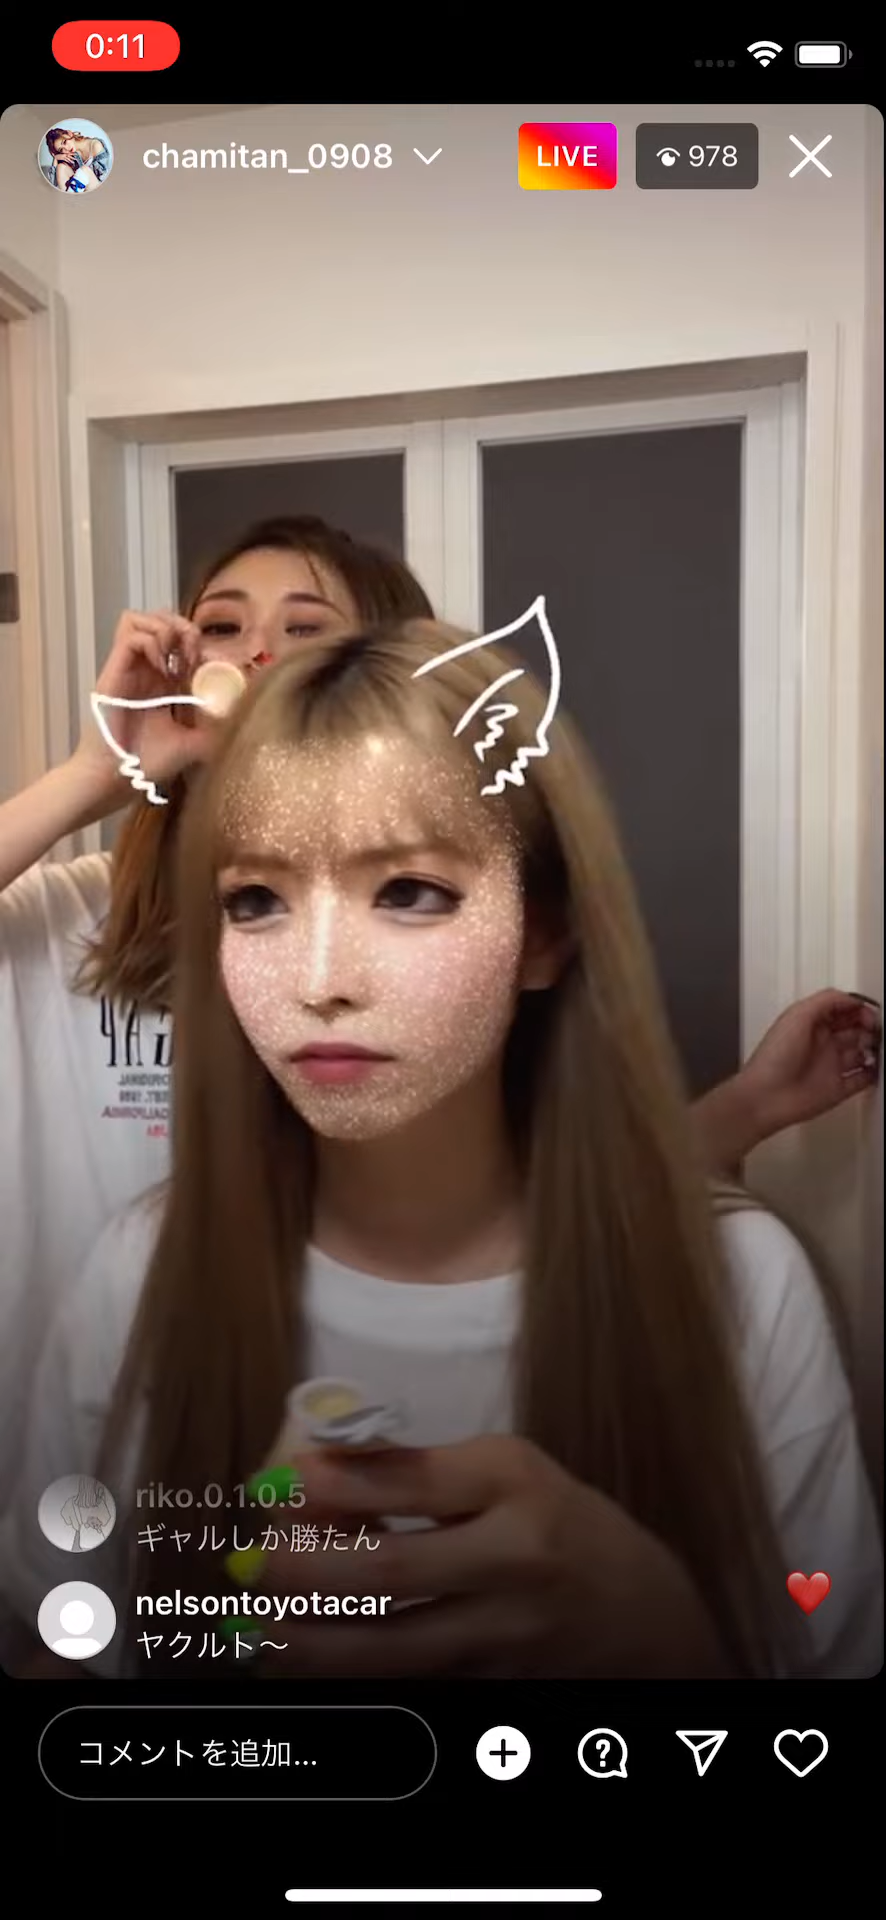 0:11
chamitan_0908
LIVE
978
riko.0.1.0.5
ギャルしか勝たん
nelsontoyotacar
ヤクルト〜
コメントを追加...